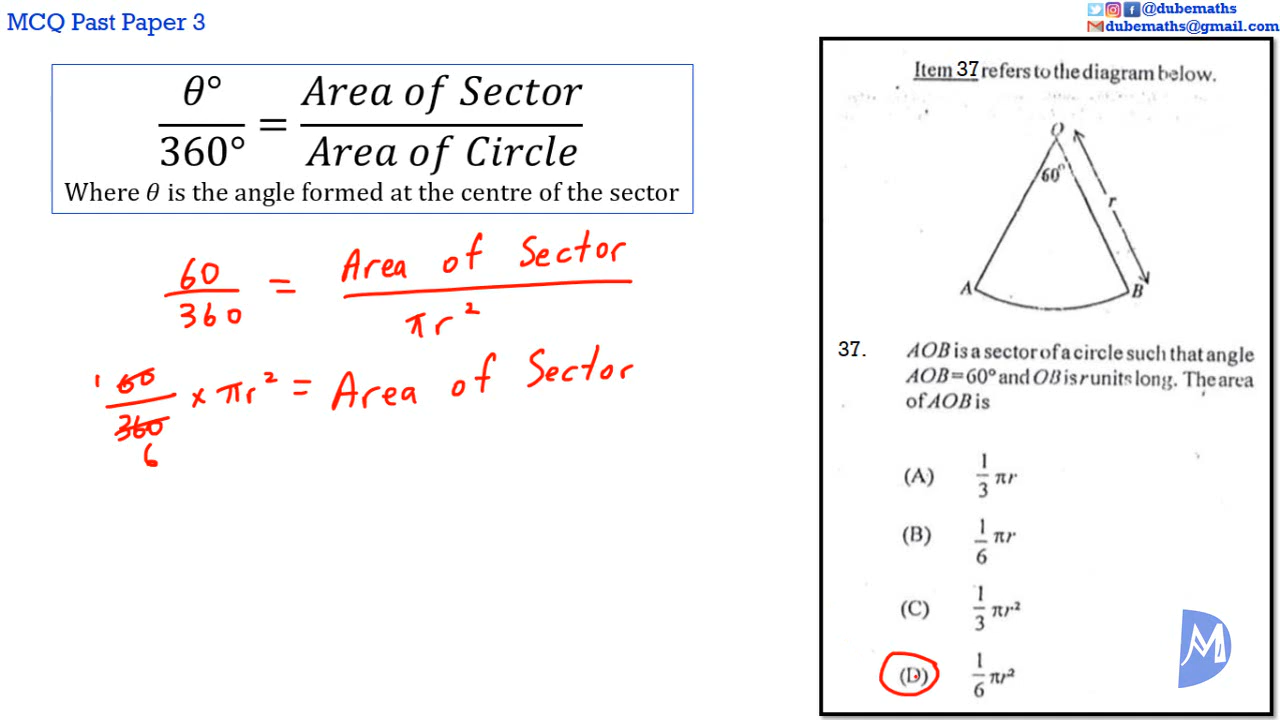 MCQ Past Paper 3
@dubemaths
dubemaths@gmail.com
θ°/360° = Area of Sector/Area of Circle
Where θ is the angle formed at the centre of the sector
60/360 = Area of Sector/πr²
1 60/360 6 × πr² = Area of Sector
Item 37 refers to the diagram below.
O
60°
r
A
B
37. AOB is a sector of a circle such that angle
AOB = 60° and OB is r units long. The area
of AOB is
(A) 1/3 πr
(B) 1/6 πr
(C) 1/3 πr²
(D) 1/6 πr²
M